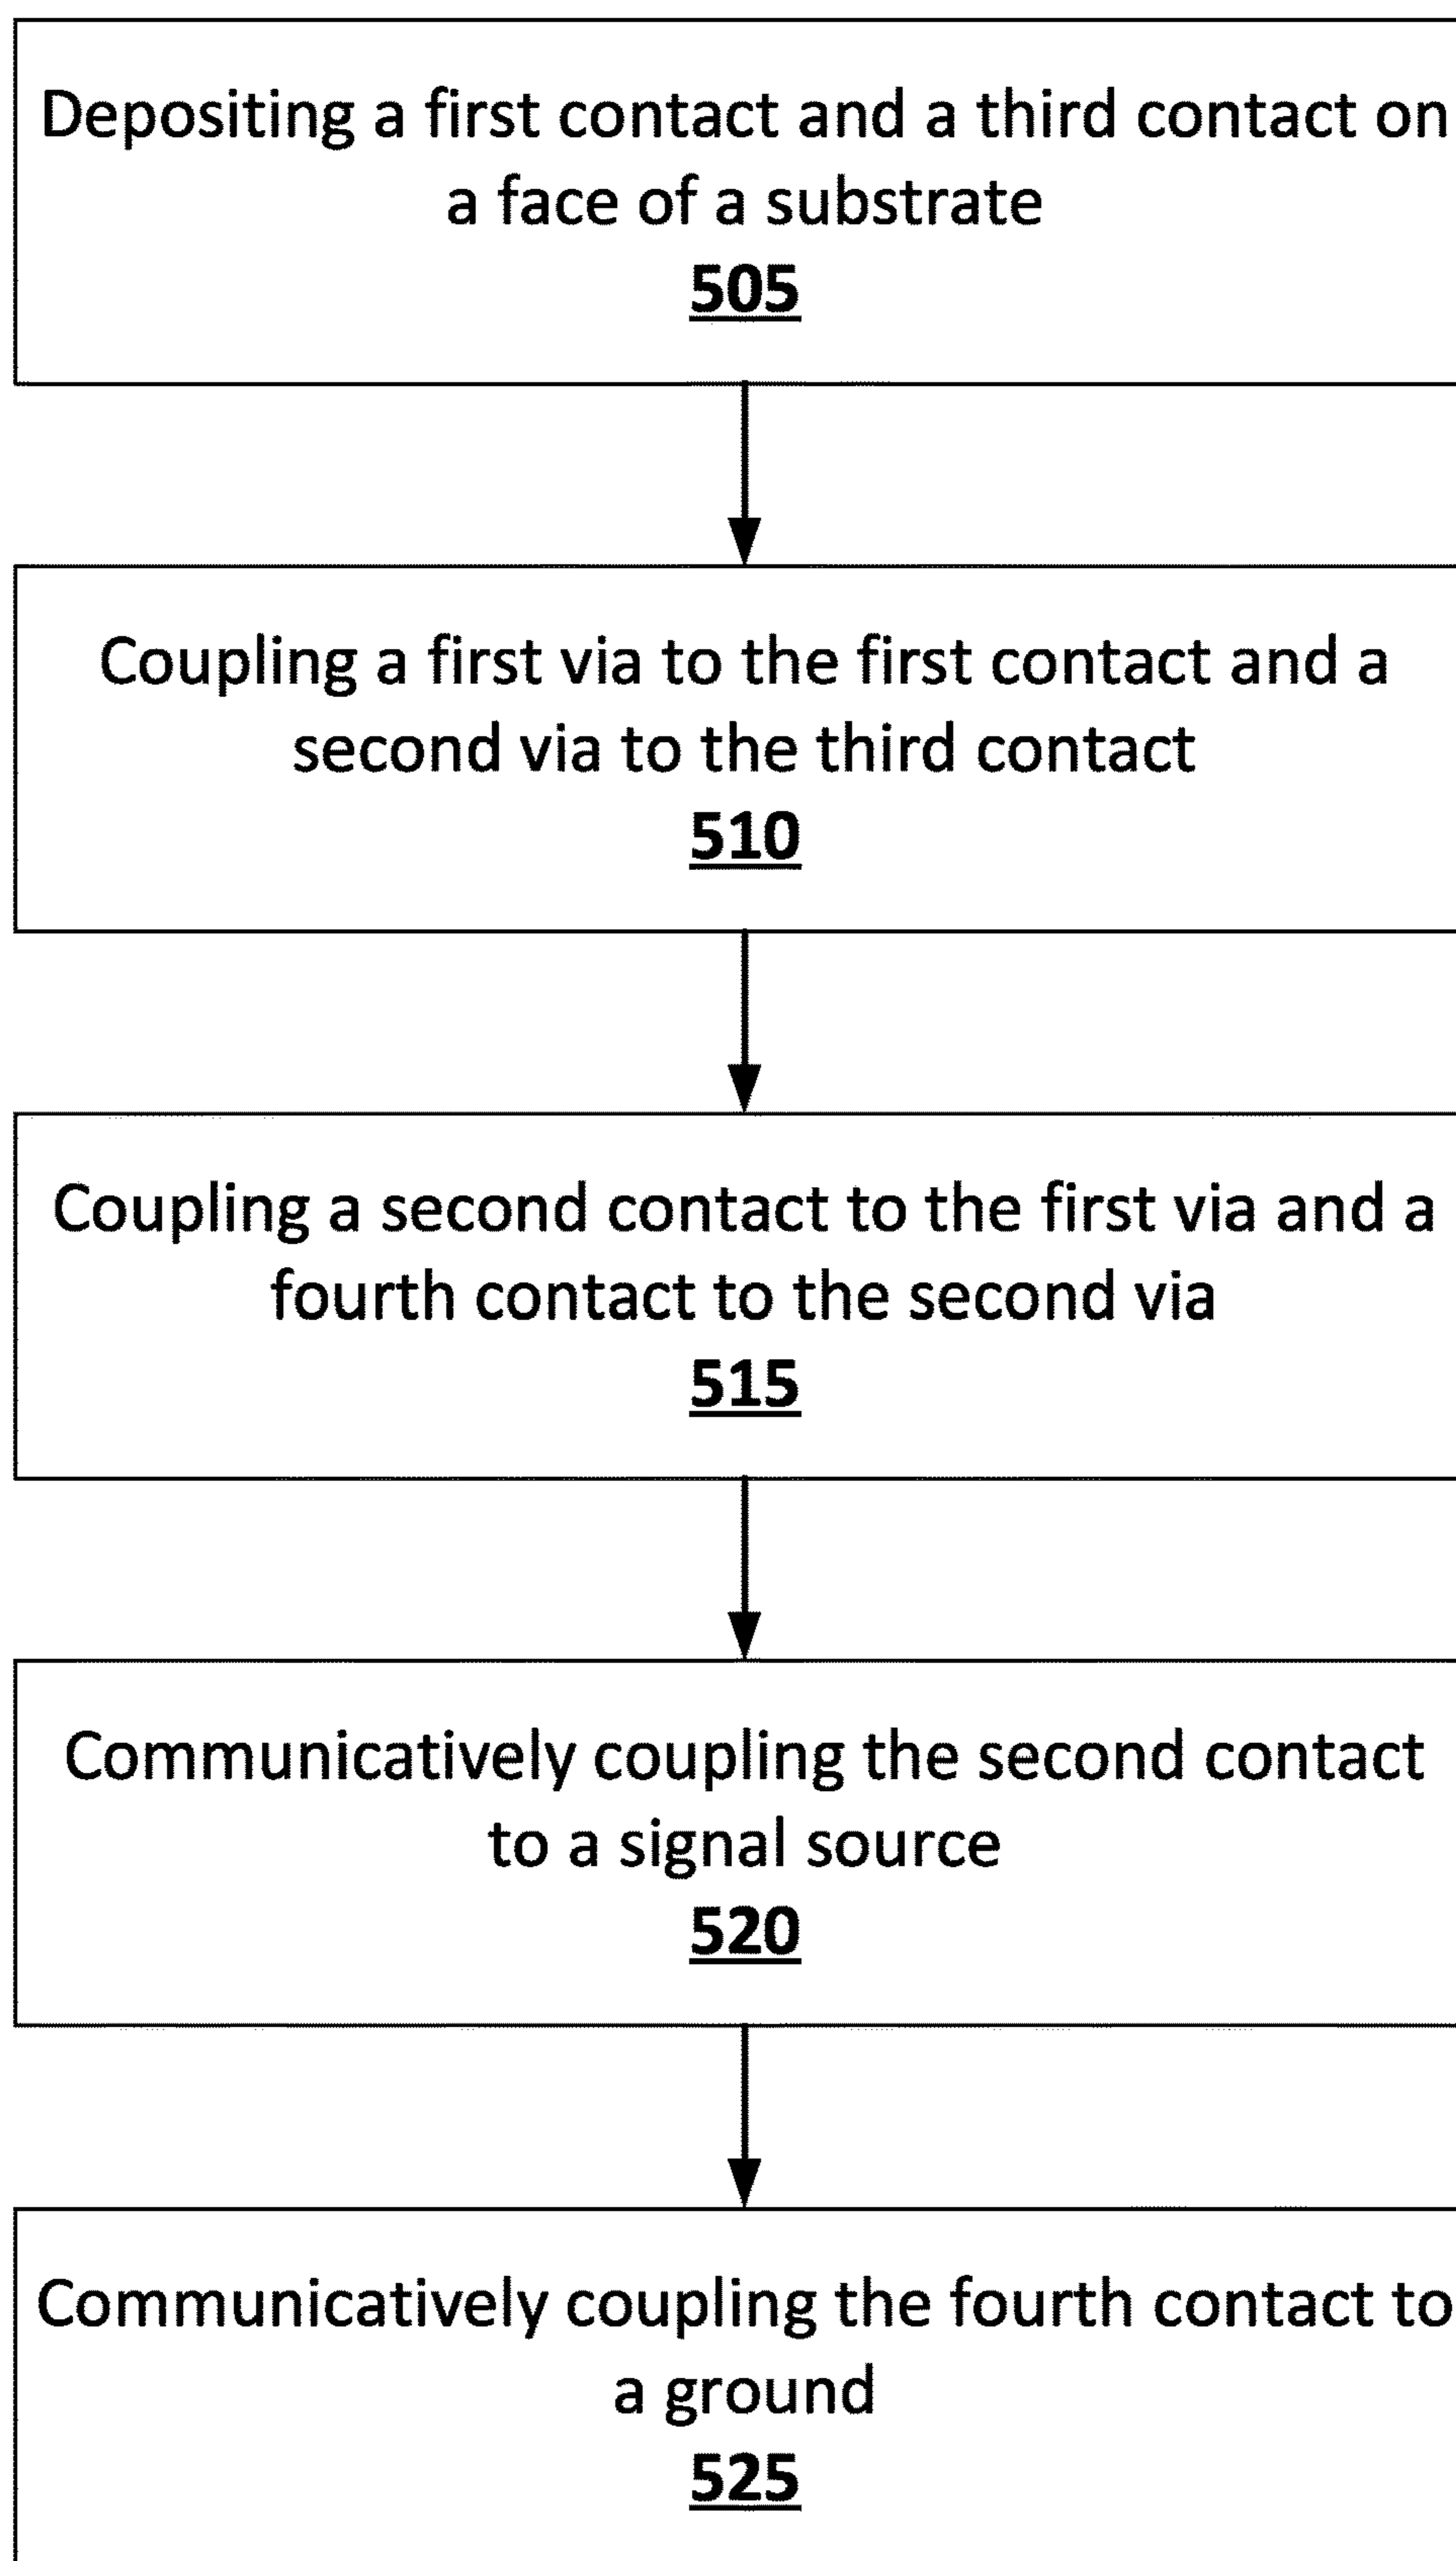 Depositing a first contact and a third contact on
a face of a substrate
505
Coupling a first via to the first contact and a
second via to the third contact
510
Coupling a second contact to the first via and a
fourth contact to the second via
515
Communicatively coupling the second contact
to a signal source
520
Communicatively coupling the fourth contact to
a ground
525